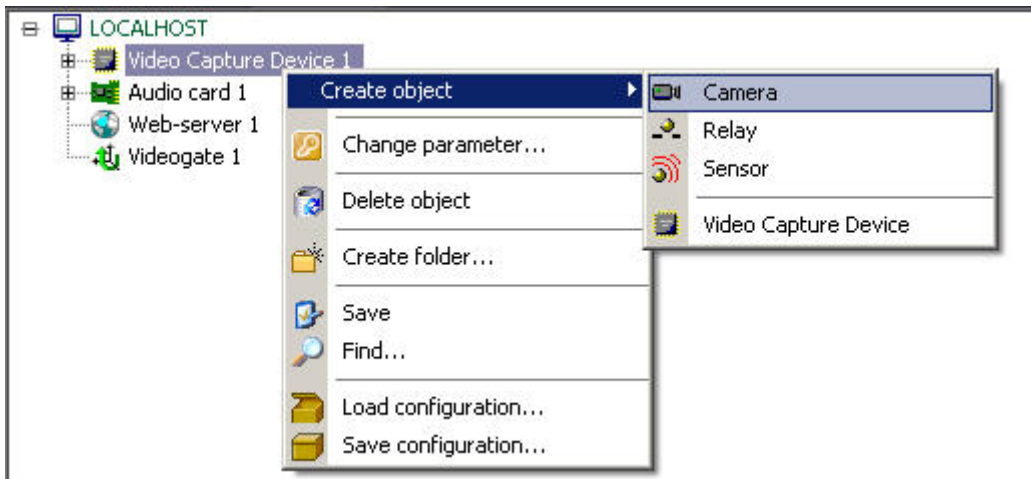 LOCALHOST
Video Capture Device 1
Audio card 1
Web-server 1
Videogate 1
Create object
Change parameter...
Delete object
Create folder...
Save
Find...
Load configuration...
Save configuration...
Camera
Relay
Sensor
Video Capture Device